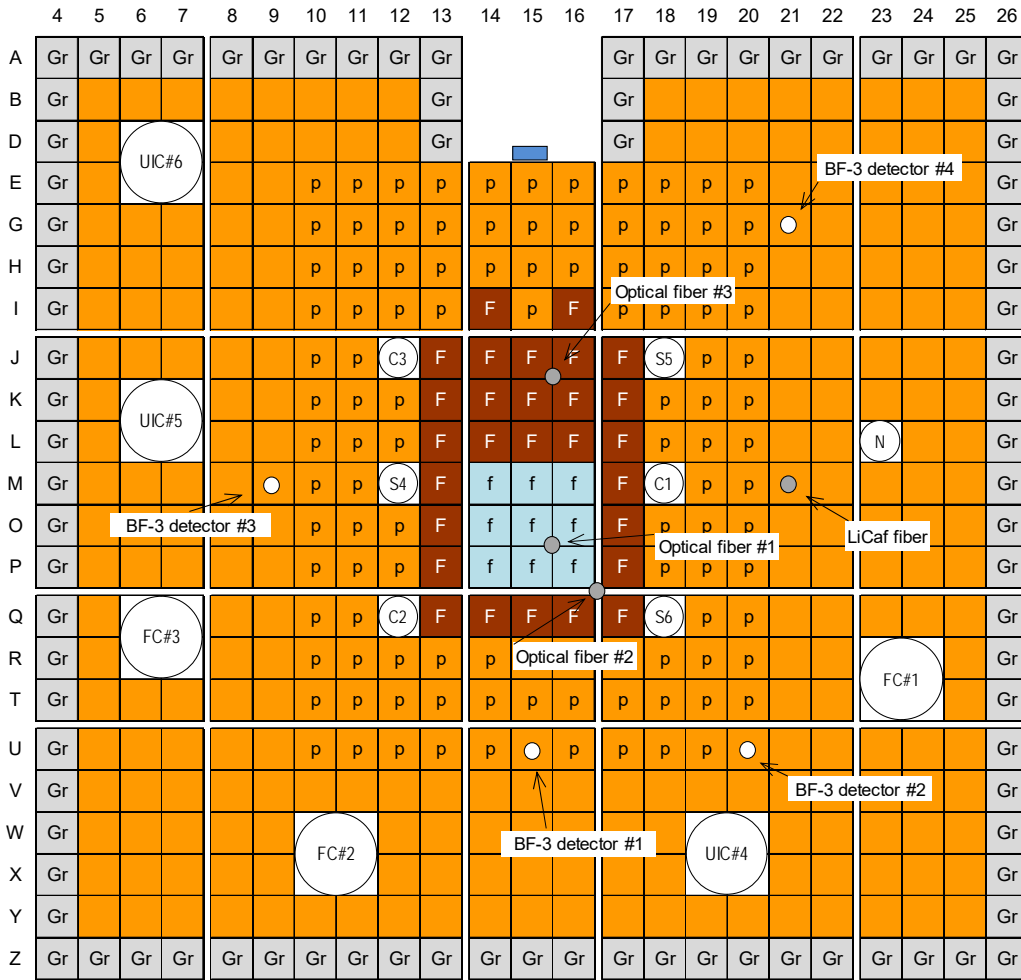 4 5 6 7 8 9 10 11 12 13 14 15 16 17 18 19 20 21 22 23 24 25 26
A Gr Gr Gr Gr Gr Gr Gr Gr Gr Gr Gr Gr Gr Gr Gr Gr Gr Gr Gr Gr
B Gr Gr Gr Gr
D Gr Gr Gr Gr
UIC#6
BF-3 detector #4
E Gr p p p p p p p p p p p Gr
G Gr p p p p p p p p p p p Gr
H Gr p p p p p p p p p p p Gr
Optical fiber #3
I Gr p p p p F p F p p p p Gr
J Gr p p C3 F F F F F S5 p p Gr
K Gr p p p F F F F F p p p Gr
UIC#5
L Gr p p p F F F F F p p p N Gr
M Gr p p S4 F f f f F C1 p p Gr
O Gr p p p F f f f F p p p Gr
BF-3 detector #3
LiCaf fiber
Optical fiber #1
P Gr p p p F f f f F p p p Gr
Q Gr p p C2 F F F F F S6 p p Gr
FC#3
Optical fiber #2
R Gr p p p p p p p p Gr
FC#1
T Gr p p p p p p p p p p p Gr
U Gr p p p p p p p p p Gr
V Gr Gr
BF-3 detector #2
W Gr Gr
BF-3 detector #1
FC#2 UIC#4
X Gr Gr
Y Gr Gr
Z Gr Gr Gr Gr Gr Gr Gr Gr Gr Gr Gr Gr Gr Gr Gr Gr Gr Gr Gr Gr Gr Gr Gr